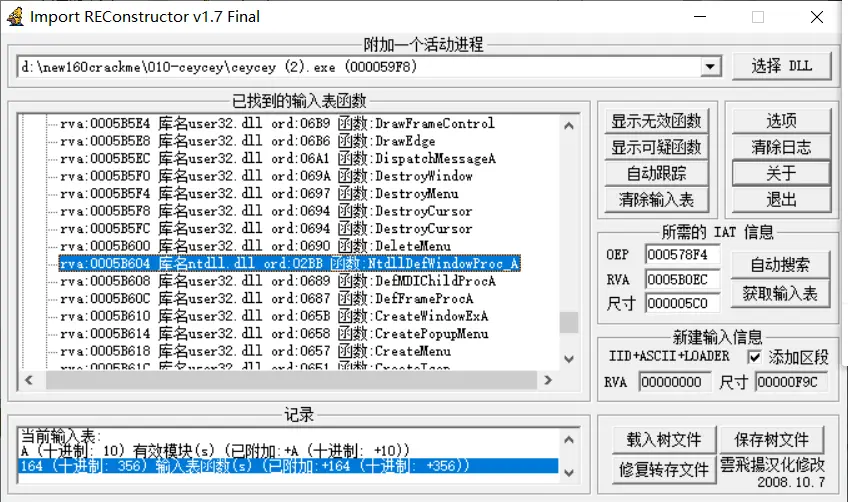 Import REConstructor v1.7 Final
附加一个活动进程
d:\new160crackme\010-ceycey\ceycey (2).exe (000059F8)
选择 DLL
已找到的输入表函数
rva:0005B5E4 库名user32.dll ord:06B9 函数:DrawFrameControl
rva:0005B5E8 库名user32.dll ord:06B6 函数:DrawEdge
rva:0005B5EC 库名user32.dll ord:06A1 函数:DispatchMessageA
rva:0005B5F0 库名user32.dll ord:069A 函数:DestroyWindow
rva:0005B5F4 库名user32.dll ord:0697 函数:DestroyMenu
rva:0005B5F8 库名user32.dll ord:0694 函数:DestroyCursor
rva:0005B5FC 库名user32.dll ord:0694 函数:DestroyCursor
rva:0005B600 库名user32.dll ord:0690 函数:DeleteMenu
rva:0005B604 库名ntdll.dll ord:02BB 函数:NtdllDefWindowProc_A
rva:0005B608 库名user32.dll ord:0689 函数:DefMDIChildProcA
rva:0005B60C 库名user32.dll ord:0687 函数:DefFrameProcA
rva:0005B610 库名user32.dll ord:065B 函数:CreateWindowExA
rva:0005B614 库名user32.dll ord:0658 函数:CreatePopupMenu
rva:0005B618 库名user32.dll ord:0657 函数:CreateMenu
rva:0005B61C 库名user32.dll ord:0651 函数:CreateIcon
显示无效函数
显示可疑函数
自动跟踪
清除输入表
选项
清除日志
关于
退出
所需的 IAT 信息
OEP 000578F4
RVA 0005B0EC
尺寸 000005C0
自动搜索
获取输入表
新建输入信息
IID+ASCII+LOADER 添加区段
RVA 00000000 尺寸 00000F9C
记录
当前输入表:
A (十进制: 10) 有效模块(s) (已附加:+A (十进制: +10))
164 (十进制: 356) 输入表函数(s) (已附加:+164 (十进制: +356))
载入树文件
保存树文件
修复转存文件
雲飛揚汉化修改
2008.10.7